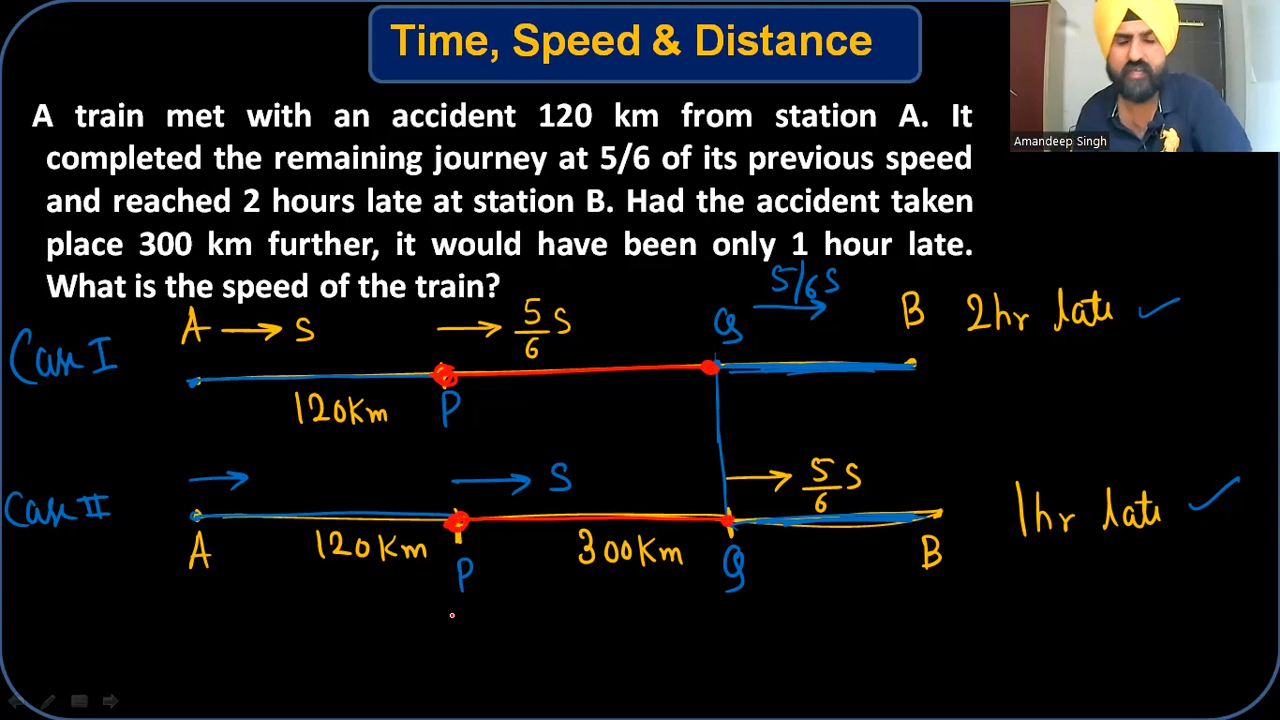 Time, Speed & Distance
Amandeep Singh
A train met with an accident 120 km from station A. It
completed the remaining journey at 5/6 of its previous speed
and reached 2 hours late at station B. Had the accident taken
place 300 km further, it would have been only 1 hour late.
What is the speed of the train?
5/6 S
Case I
A → S
→ 5/6 S
Q
B
2hr late ✓
120Km
P
Case II
→ S
→ 5/6 S
1hr late ✓
A
120Km
P
300Km
Q
B